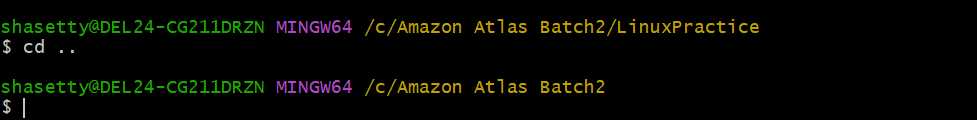 shasetty@DEL24-CG211DRZN MINGW64 /c/Amazon Atlas Batch2/LinuxPractice
$ cd ..
shasetty@DEL24-CG211DRZN MINGW64 /c/Amazon Atlas Batch2
$